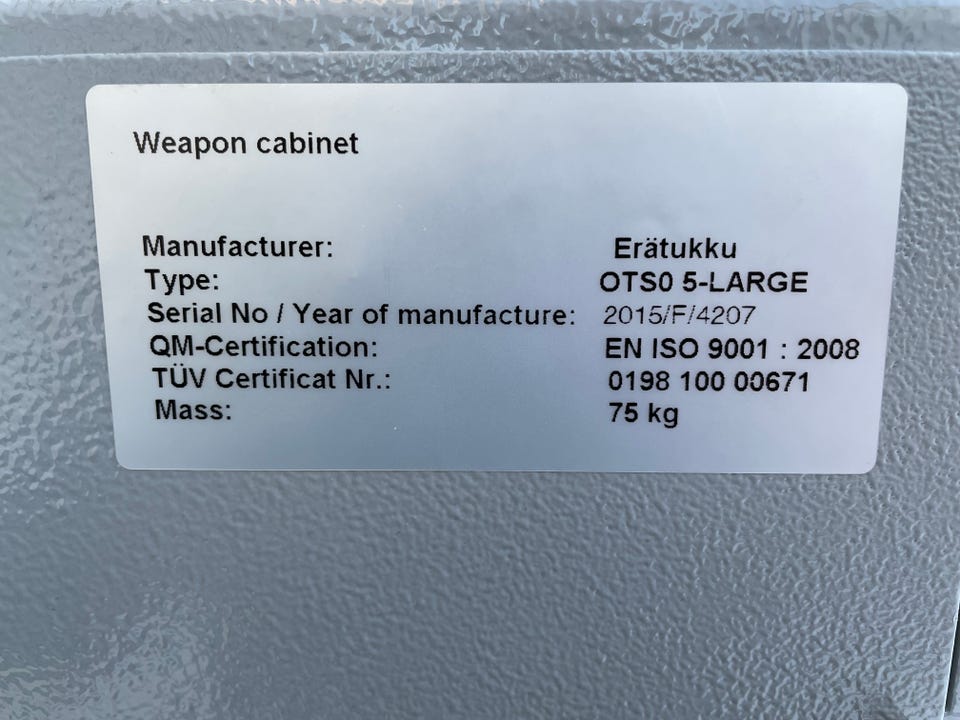 Weapon cabinet
Manufacturer: Erätukku
Type: OTS0 5-LARGE
Serial No / Year of manufacture: 2015/F/4207
QM-Certification: EN ISO 9001 : 2008
TÜV Certificat Nr.: 0198 100 00671
Mass: 75 kg